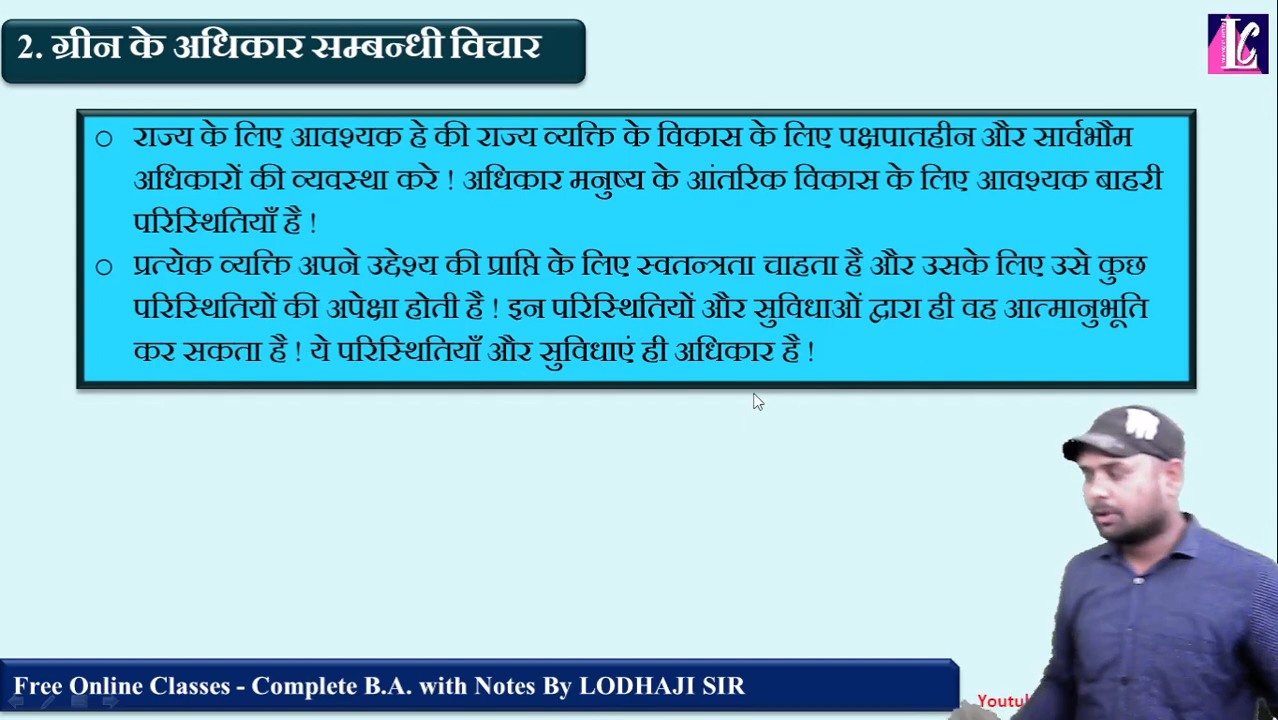 2. ग्रीन के अधिकार सम्बन्धी विचार
LC
○ राज्य के लिए आवश्यक हे की राज्य व्यक्ति के विकास के लिए पक्षपातहीन और सार्वभौम
अधिकारों की व्यवस्था करे ! अधिकार मनुष्य के आंतरिक विकास के लिए आवश्यक बाहरी
परिस्थितियाँ है !
○ प्रत्येक व्यक्ति अपने उद्देश्य की प्राप्ति के लिए स्वतन्त्रता चाहता है और उसके लिए उसे कुछ
परिस्थितियों की अपेक्षा होती है ! इन परिस्थितियों और सुविधाओं द्वारा ही वह आत्मानुभूति
कर सकता है ! ये परिस्थितियाँ और सुविधाएं ही अधिकार है !
Free Online Classes - Complete B.A. with Notes By LODHAJI SIR